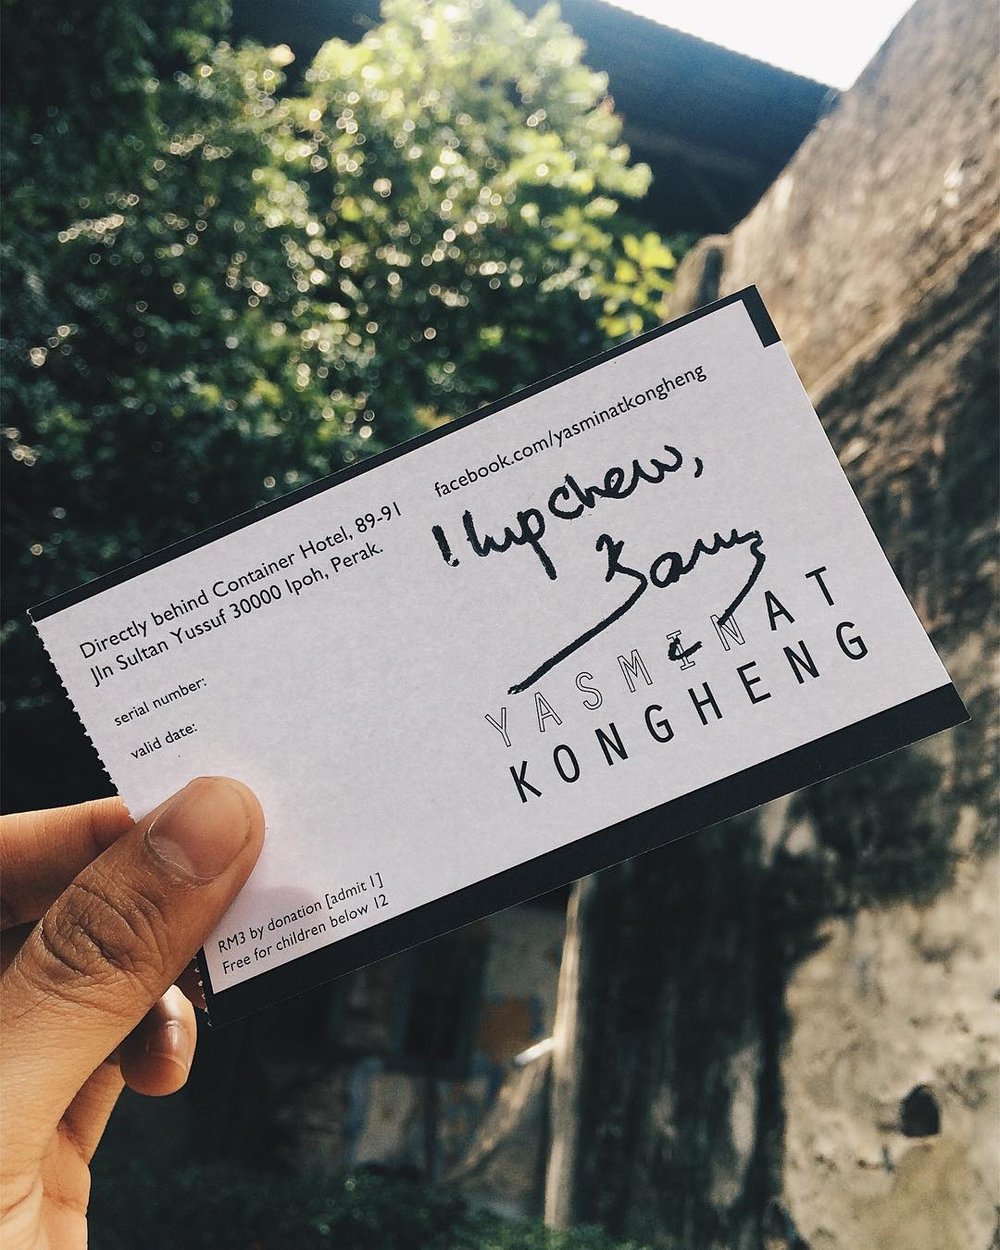 Directly behind Container Hotel, 89-91
Jln Sultan Yussuf 30000 Ipoh, Perak.
facebook.com/yasminatkongheng
serial number:
valid date:
YASMIN AT
KONGHENG
RM3 by donation [admit 1]
Free for children below 12